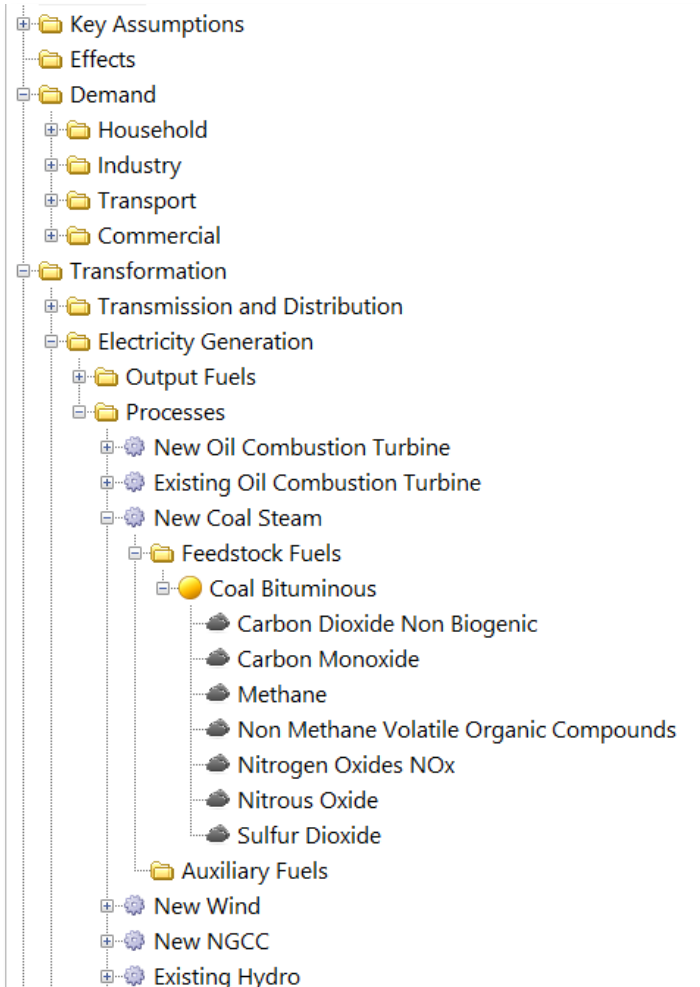 Key Assumptions
Effects
Demand
Household
Industry
Transport
Commercial
Transformation
Transmission and Distribution
Electricity Generation
Output Fuels
Processes
New Oil Combustion Turbine
Existing Oil Combustion Turbine
New Coal Steam
Feedstock Fuels
Coal Bituminous
Carbon Dioxide Non Biogenic
Carbon Monoxide
Methane
Non Methane Volatile Organic Compounds
Nitrogen Oxides NOx
Nitrous Oxide
Sulfur Dioxide
Auxiliary Fuels
New Wind
New NGCC
Existing Hydro